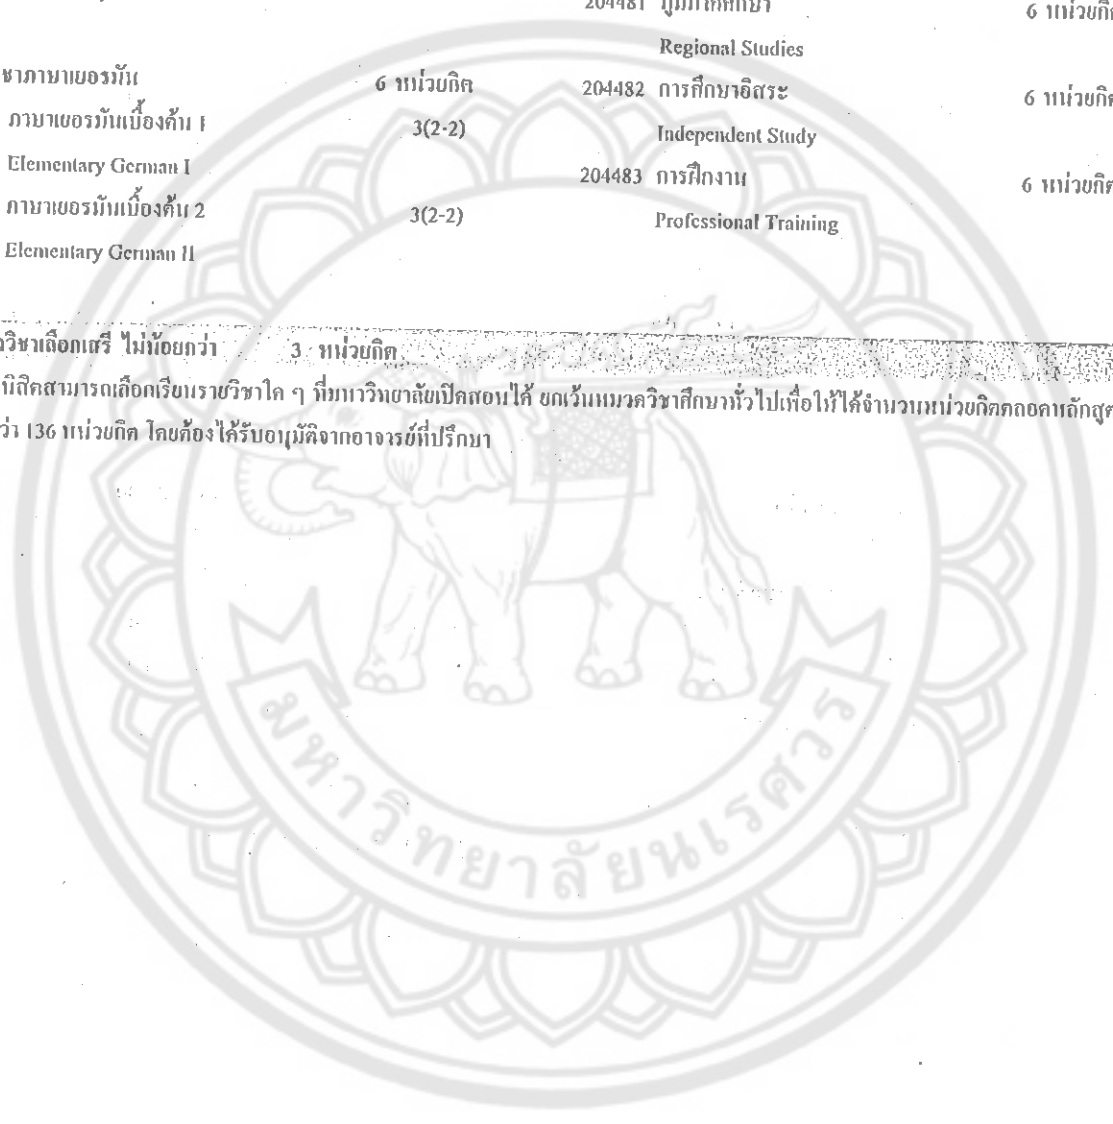 ชาภาษาเยอรมัน 6 หน่วยกิต
ภาษาเยอรมันเบื้องต้น 1 3(2-2)
Elementary German I
ภาษาเยอรมันเบื้องต้น 2 3(2-2)
Elementary German II
204481 ภูมิภาคศึกษา 6 หน่วยกิต
Regional Studies
204482 การศึกษาอิสระ 6 หน่วยกิต
Independent Study
204483 การฝึกงาน 6 หน่วยกิต
Professional Training
วิชาเลือกเสรี ไม่น้อยกว่า 3 หน่วยกิต
นิสิตสามารถเลือกเรียนรายวิชาใด ๆ ที่มหาวิทยาลัยเปิดสอนได้ ยกเว้นหมวดวิชาศึกษาทั่วไปเพื่อให้ได้จำนวนหน่วยกิตตลอดหลักสูต
ว่า 136 หน่วยกิต โดยต้องได้รับอนุมัติจากอาจารย์ที่ปรึกษา
มหาวิทยาลัยนเรศวร